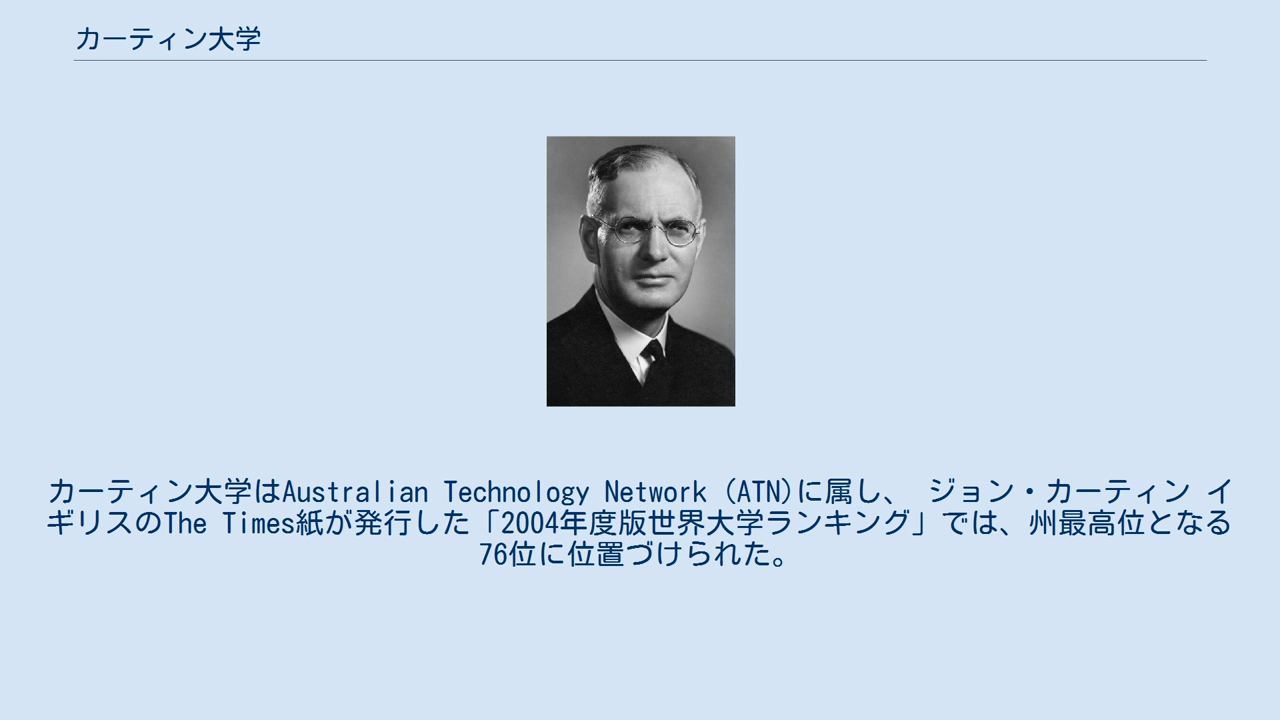 カーティン大学
カーティン大学はAustralian Technology Network (ATN)に属し、 ジョン・カーティン イ
ギリスのThe Times紙が発行した「2004年度版世界大学ランキング」では、州最高位となる
76位に位置づけられた。